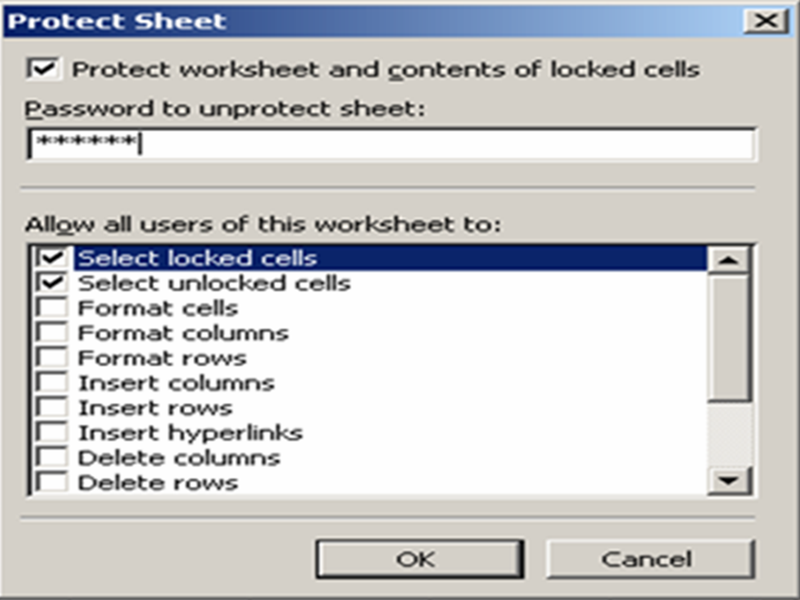 Protect Sheet
Protect worksheet and contents of locked cells
Password to unprotect sheet:
******
Allow all users of this worksheet to:
Select locked cells
Select unlocked cells
Format cells
Format columns
Format rows
Insert columns
Insert rows
Insert hyperlinks
Delete columns
Delete rows
OK Cancel